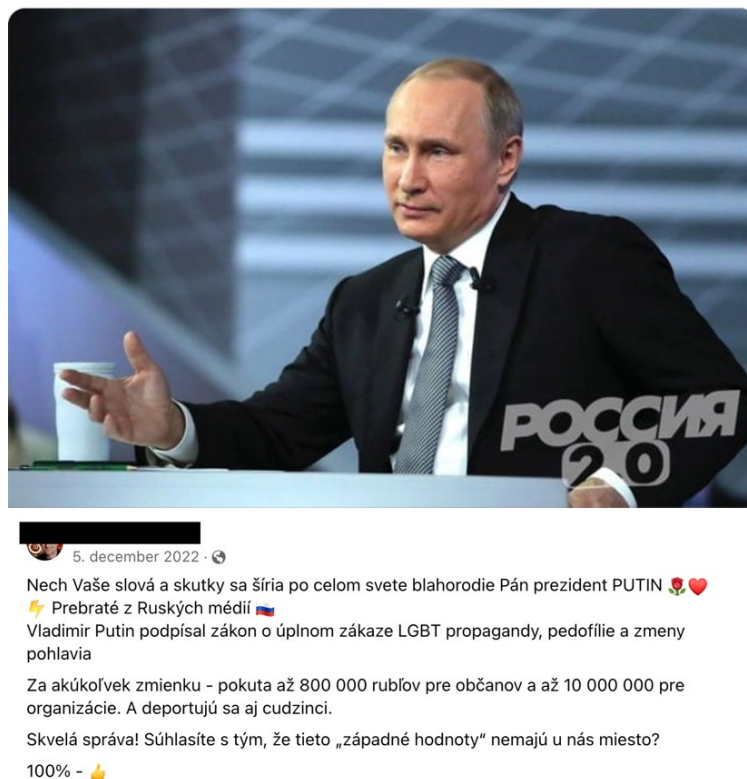 РОССИЯ
2 0
5. december 2022 ·
Nech Vaše slová a skutky sa šíria po celom svete blahorodie Pán prezident PUTIN 🌹❤️
⚡ Prebraté z Ruských médií 🇷🇺
Vladimir Putin podpísal zákon o úplnom zákaze LGBT propagandy, pedofílie a zmeny
pohlavia
Za akúkoľvek zmienku - pokuta až 800 000 rubľov pre občanov a až 10 000 000 pre
organizácie. A deportujú sa aj cudzinci.
Skvelá správa! Súhlasíte s tým, že tieto „západné hodnoty“ nemajú u nás miesto?
100% - 👍